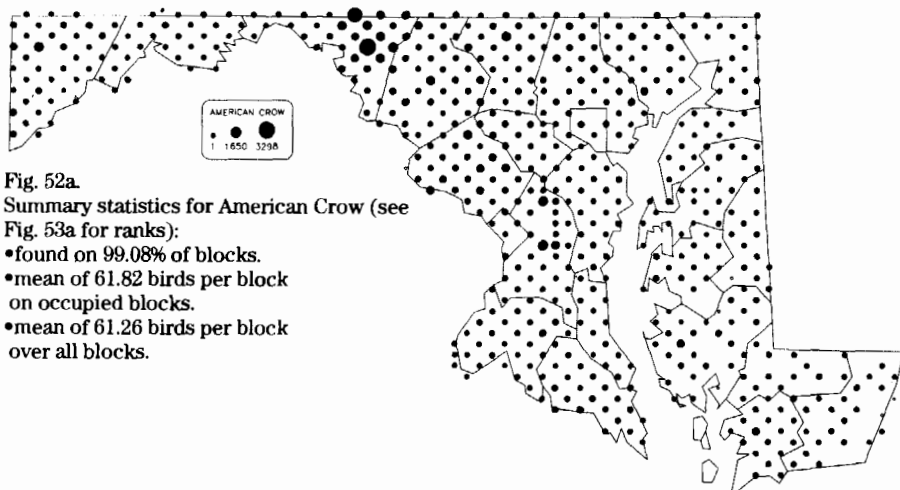 AMERICAN CROW
1 1650 3298
Fig. 52a.
Summary statistics for American Crow (see
Fig. 53a for ranks):
•found on 99.08% of blocks.
•mean of 61.82 birds per block
on occupied blocks.
•mean of 61.26 birds per block
over all blocks.